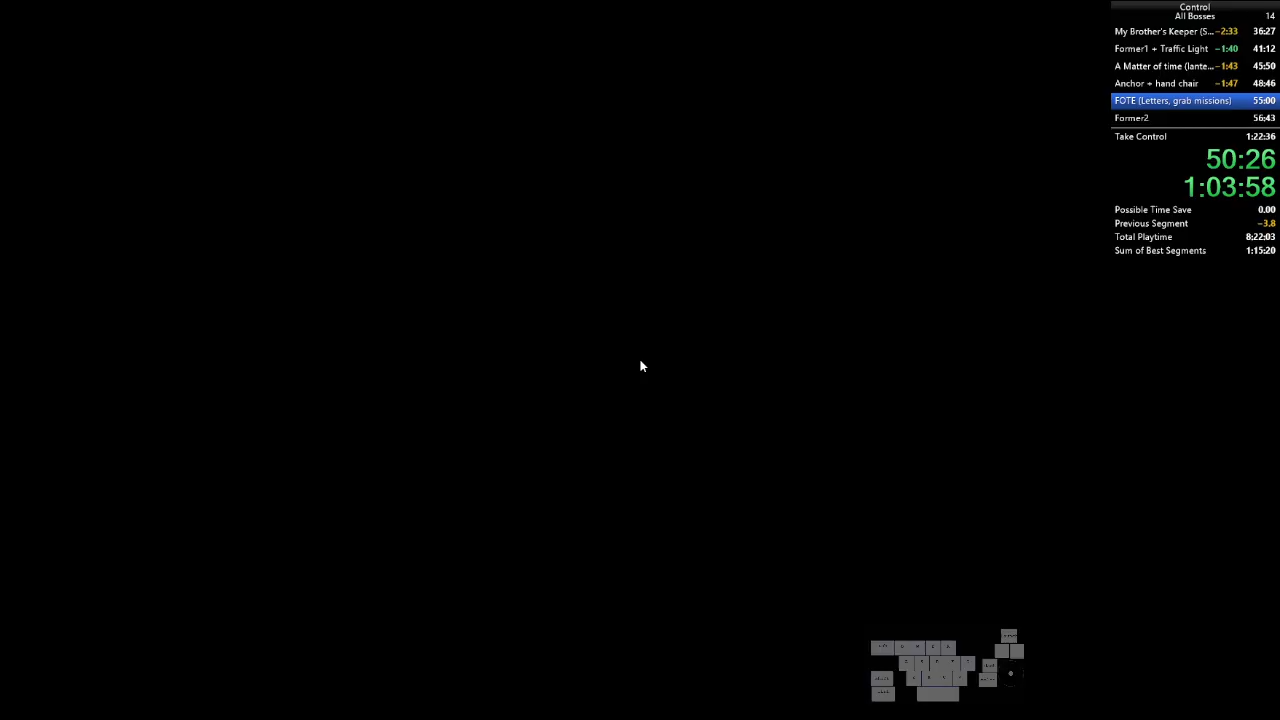 Control
All Bosses 14
My Brother's Keeper (S... −2:33 36:27
Former1 + Traffic Light −1:40 41:12
A Matter of time (lante... −1:43 45:50
Anchor + hand chair −1:47 48:46
FOTE (Letters, grab missions) 55:00
Former2 56:43
Take Control 1:22:36
50:26
1:03:58
Possible Time Save 0.00
Previous Segment −3.8
Total Playtime 8:22:03
Sum of Best Segments 1:15:20